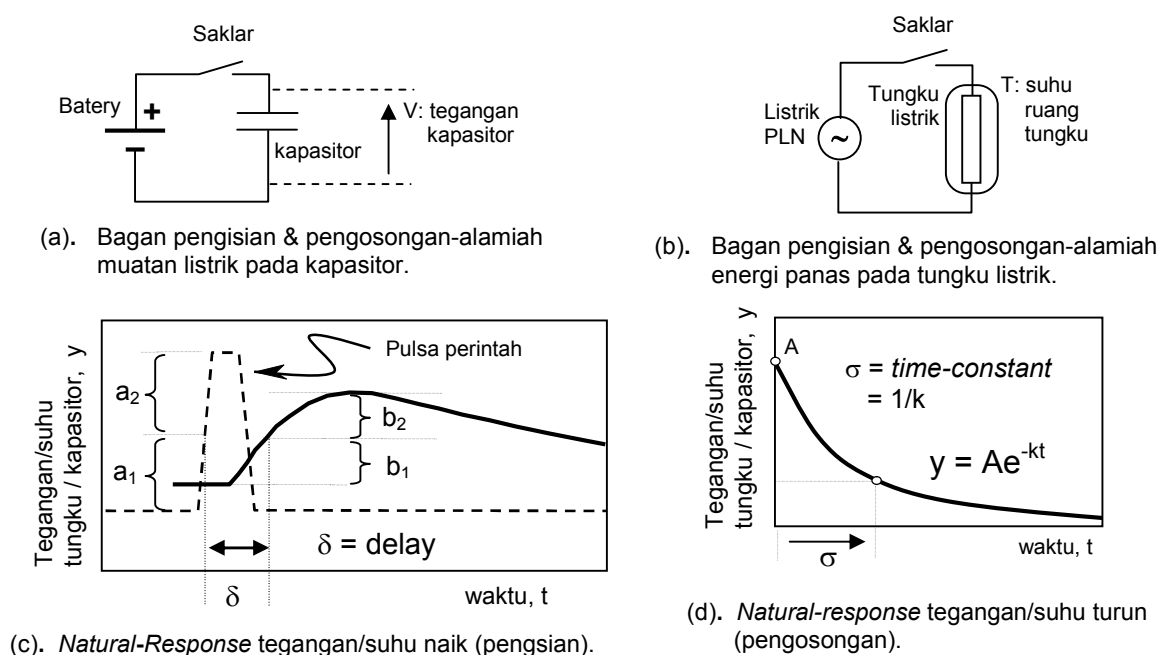 Saklar
Batery
+
V: tegangan
kapasitor
kapasitor
(a). Bagan pengisian & pengosongan-alamiah
muatan listrik pada kapasitor.
Saklar
Listrik
PLN
~
Tungku
listrik
T: suhu
ruang
tungku
(b). Bagan pengisian & pengosongan-alamiah
energi panas pada tungku listrik.
Tegangan/suhu
tungku / kapasitor, y
a2
a1
Pulsa perintah
b2
b1
δ = delay
δ
waktu, t
(c). Natural-Response tegangan/suhu naik (pengsian).
Tegangan/suhu
tungku / kapasitor, y
A
σ = time-constant
= 1/k
y = Ae^-kt
σ
waktu, t
(d). Natural-response tegangan/suhu turun
(pengosongan).